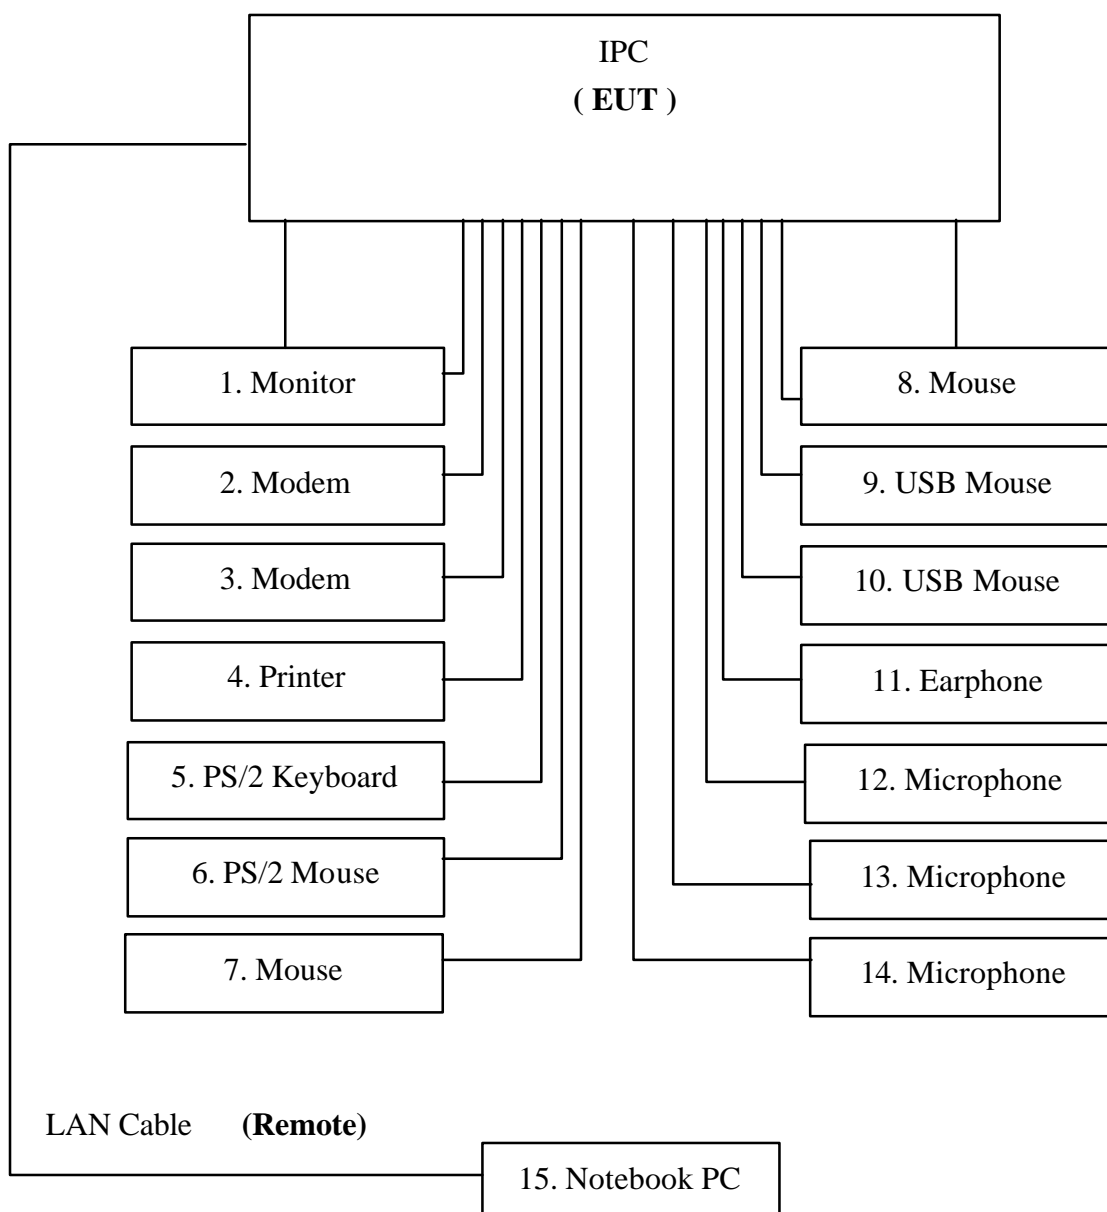 IPC
( EUT )
1. Monitor
2. Modem
3. Modem
4. Printer
5. PS/2 Keyboard
6. PS/2 Mouse
7. Mouse
8. Mouse
9. USB Mouse
10. USB Mouse
11. Earphone
12. Microphone
13. Microphone
14. Microphone
LAN Cable (Remote)
15. Notebook PC